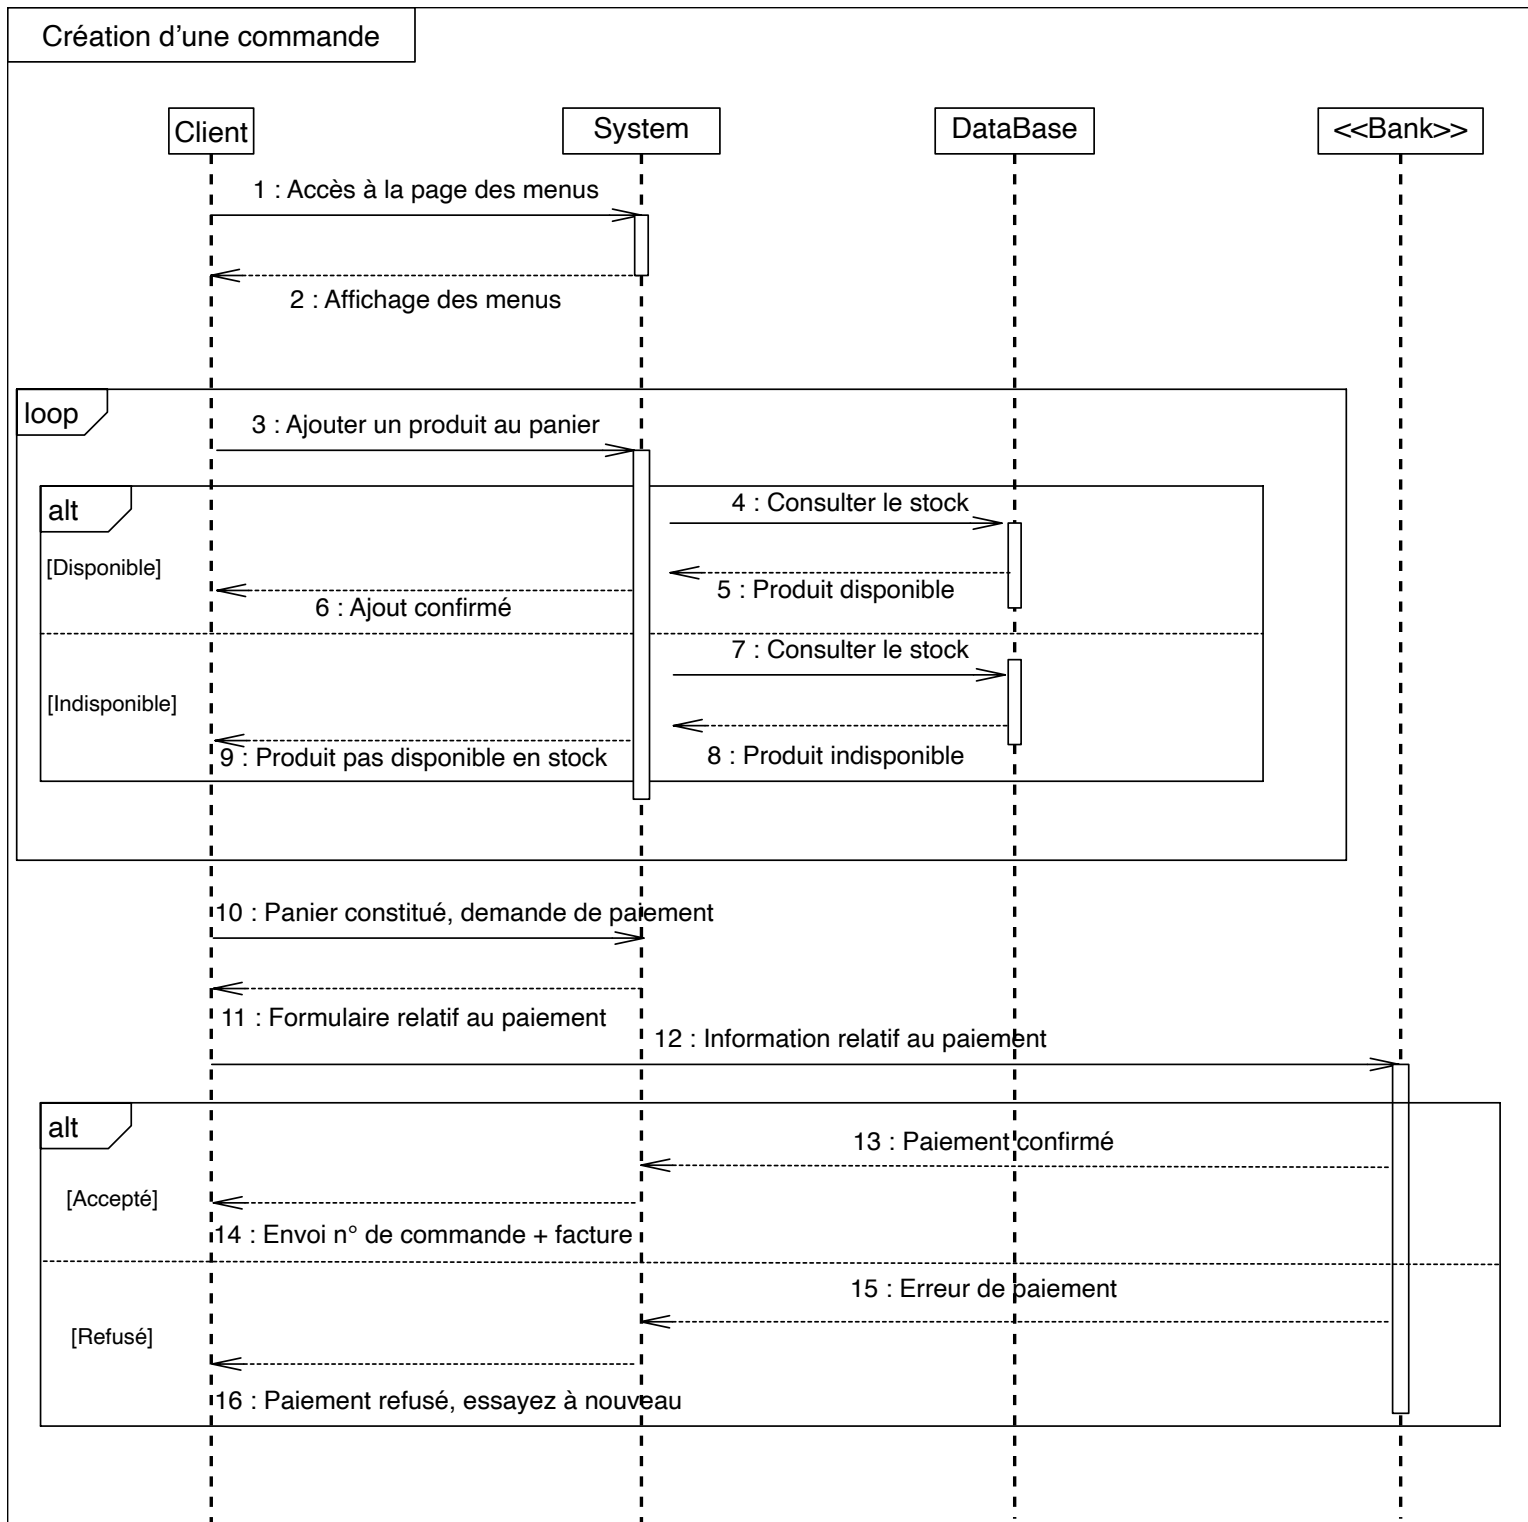 Création d'une commande
Client
System
DataBase
<<Bank>>
1 : Accès à la page des menus
2 : Affichage des menus
loop
3 : Ajouter un produit au panier
alt
4 : Consulter le stock
[Disponible]
5 : Produit disponible
6 : Ajout confirmé
7 : Consulter le stock
[Indisponible]
8 : Produit indisponible
9 : Produit pas disponible en stock
10 : Panier constitué, demande de paiement
11 : Formulaire relatif au paiement
12 : Information relatif au paiement
alt
13 : Paiement confirmé
[Accepté]
14 : Envoi n° de commande + facture
15 : Erreur de paiement
[Refusé]
16 : Paiement refusé, essayez à nouveau